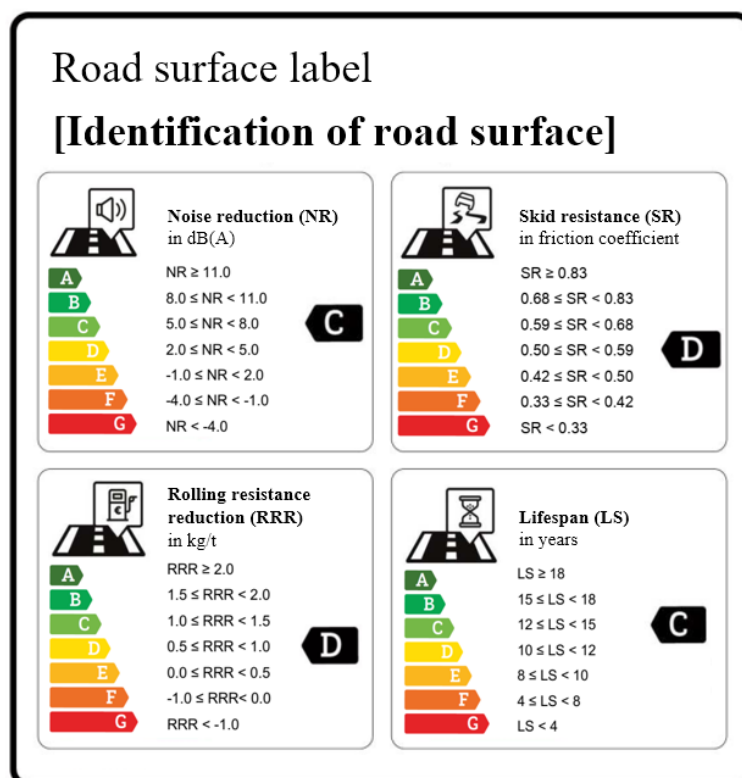 Road surface label
[Identification of road surface]
Noise reduction (NR)
in dB(A)
A NR ≥ 11.0
B 8.0 ≤ NR < 11.0
C 5.0 ≤ NR < 8.0
D 2.0 ≤ NR < 5.0
E -1.0 ≤ NR < 2.0
F -4.0 ≤ NR < -1.0
G NR < -4.0
C
Skid resistance (SR)
in friction coefficient
A SR ≥ 0.83
B 0.68 ≤ SR < 0.83
C 0.59 ≤ SR < 0.68
D 0.50 ≤ SR < 0.59
E 0.42 ≤ SR < 0.50
F 0.33 ≤ SR < 0.42
G SR < 0.33
D
€
Rolling resistance
reduction (RRR)
in kg/t
A RRR ≥ 2.0
B 1.5 ≤ RRR < 2.0
C 1.0 ≤ RRR < 1.5
D 0.5 ≤ RRR < 1.0
E 0.0 ≤ RRR < 0.5
F -1.0 ≤ RRR< 0.0
G RRR < -1.0
D
Lifespan (LS)
in years
A LS ≥ 18
B 15 ≤ LS < 18
C 12 ≤ LS < 15
D 10 ≤ LS < 12
E 8 ≤ LS < 10
F 4 ≤ LS < 8
G LS < 4
C